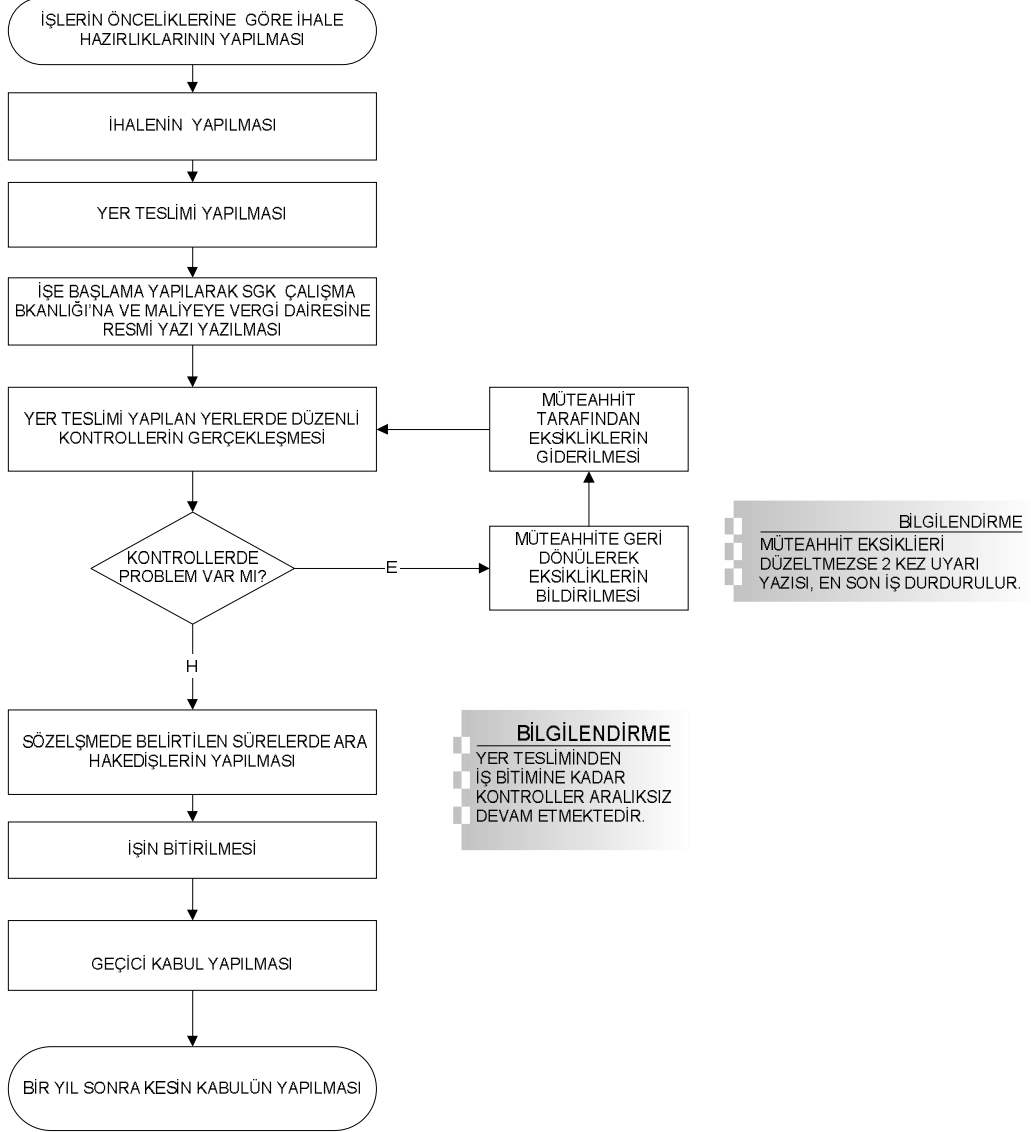 İŞLERİN ÖNCELİKLERİNE GÖRE İHALE
HAZIRLIKLARININ YAPILMASI
İHALENİN YAPILMASI
YER TESLİMİ YAPILMASI
İŞE BAŞLAMA YAPILARAK SGK ÇALIŞMA
BKANLIĞI'NA VE MALİYEYE VERGİ DAİRESİNE
RESMİ YAZI YAZILMASI
YER TESLİMİ YAPILAN YERLERDE DÜZENLİ
KONTROLLERİN GERÇEKLEŞMESİ
MÜTEAHHİT
TARAFINDAN
EKSİKLİKLERİN
GİDERİLMESİ
KONTROLLERDE
PROBLEM VAR MI?
E
MÜTEAHHİTE GERİ
DÖNÜLEREK
EKSİKLİKLERİN
BİLDİRİLMESİ
BİLGİLENDİRME
MÜTEAHHİT EKSİKLİERİ
DÜZELTMEZSE 2 KEZ UYARI
YAZISI, EN SON İŞ DURDURULUR.
H
SÖZELŞMEDE BELİRTİLEN SÜRELERDE ARA
HAKEDİŞLERİN YAPILMASI
BİLGİLENDİRME
YER TESLİMİNDEN
İŞ BİTİMİNE KADAR
KONTROLLER ARALIKSIZ
DEVAM ETMEKTEDİR.
İŞİN BİTİRİLMESİ
GEÇİCİ KABUL YAPILMASI
BİR YIL SONRA KESİN KABULÜN YAPILMASI